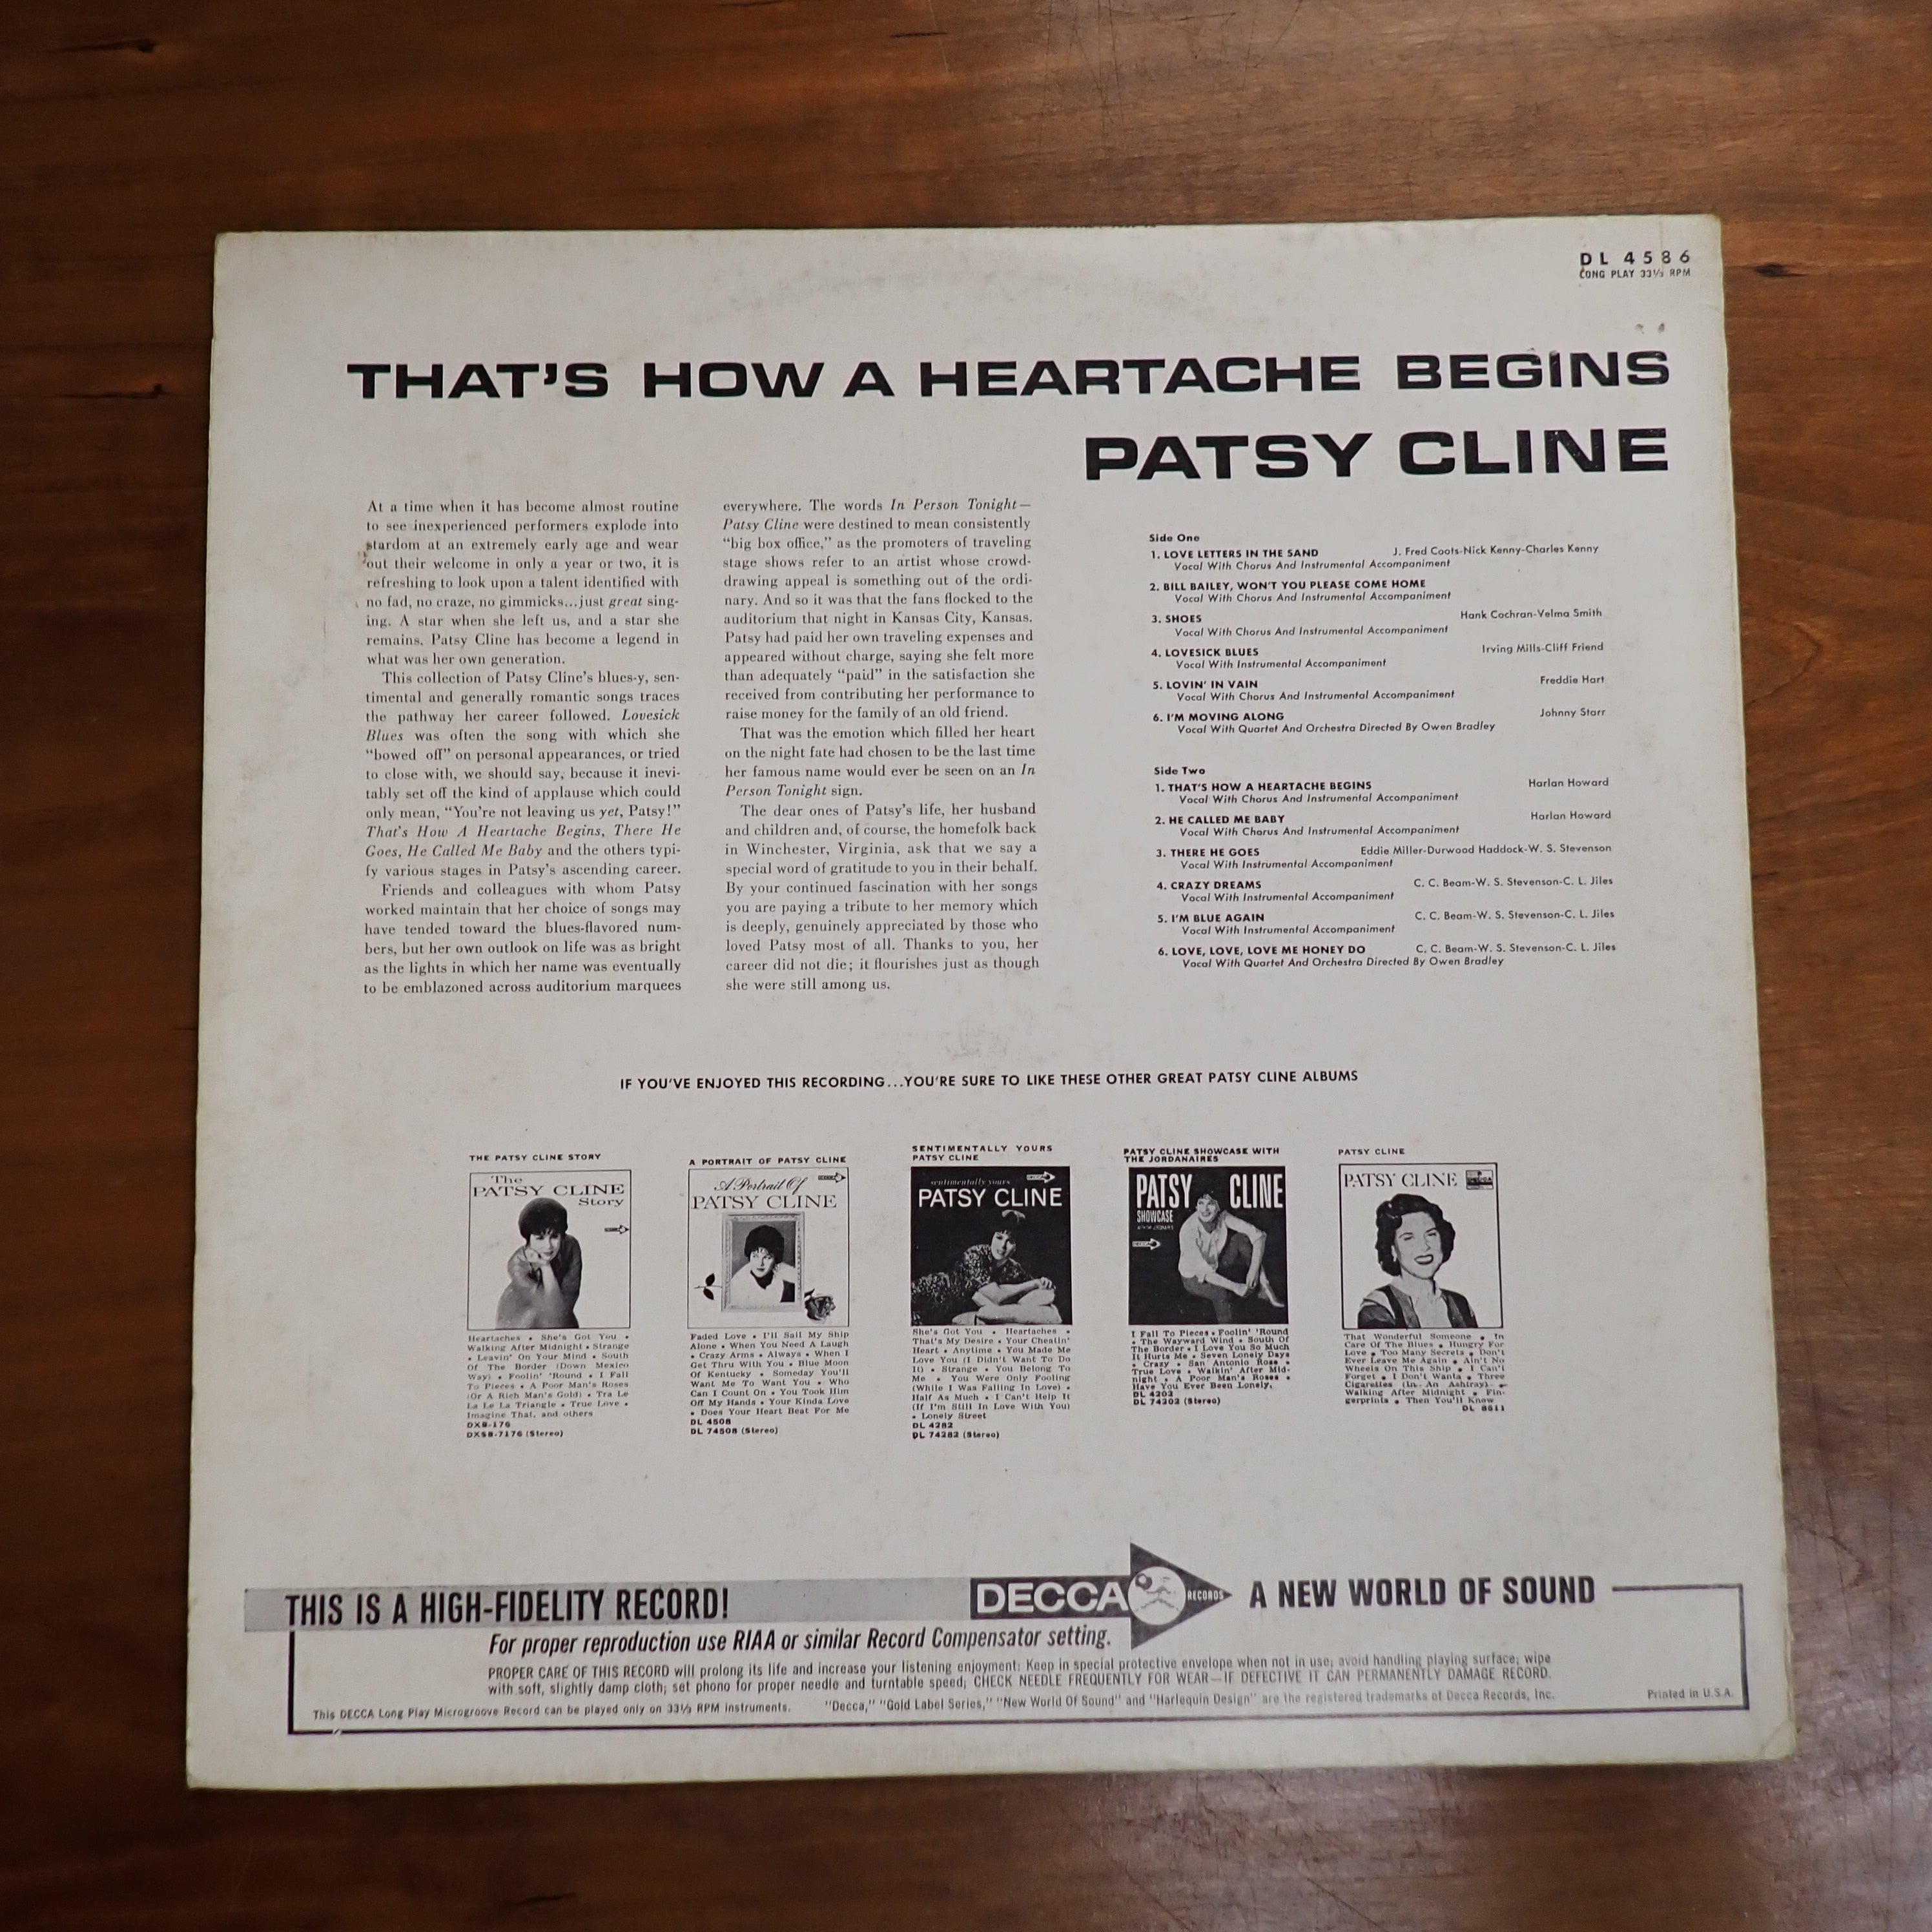 DL 4586
LONG PLAY 33⅓ RPM
THAT'S HOW A HEARTACHE BEGINS
PATSY CLINE
At a time when it has become almost routine
to see inexperienced performers explode into
stardom at an extremely early age and wear
out their welcome in only a year or two, it is
refreshing to look upon a talent identified with
no fad, no craze, no gimmicks...just great sing-
ing. A star when she left us, and a star she
remains. Patsy Cline has become a legend in
what was her own generation.
This collection of Patsy Cline's blues-y, sen-
timental and generally romantic songs traces
the pathway her career followed. Lovesick
Blues was often the song with which she
"bowed off" on personal appearances, or tried
to close with, we should say, because it inevi-
tably set off the kind of applause which could
only mean, "You're not leaving us yet, Patsy!"
That's How A Heartache Begins, There He
Goes, He Called Me Baby and the others typi-
fy various stages in Patsy's ascending career.
Friends and colleagues with whom Patsy
worked maintain that her choice of songs may
have tended toward the blues-flavored num-
bers, but her own outlook on life was as bright
as the lights in which her name was eventually
to be emblazoned across auditorium marquees
everywhere. The words In Person Tonight—
Patsy Cline were destined to mean consistently
"big box office," as the promoters of traveling
stage shows refer to an artist whose crowd-
drawing appeal is something out of the ordi-
nary. And so it was that the fans flocked to the
auditorium that night in Kansas City, Kansas.
Patsy had paid her own traveling expenses and
appeared without charge, saying she felt more
than adequately "paid" in the satisfaction she
received from contributing her performance to
raise money for the family of an old friend.
That was the emotion which filled her heart
on the night fate had chosen to be the last time
her famous name would ever be seen on an In
Person Tonight sign.
The dear ones of Patsy's life, her husband
and children and, of course, the homefolk back
in Winchester, Virginia, ask that we say a
special word of gratitude to you in their behalf.
By your continued fascination with her songs
you are paying a tribute to her memory which
is deeply, genuinely appreciated by those who
loved Patsy most of all. Thanks to you, her
career did not die; it flourishes just as though
she were still among us.
Side One
1. LOVE LETTERS IN THE SAND J. Fred Coots-Nick Kenny-Charles Kenny
Vocal With Chorus And Instrumental Accompaniment
2. BILL BAILEY, WON'T YOU PLEASE COME HOME
Vocal With Chorus And Instrumental Accompaniment
3. SHOES Hank Cochran-Velma Smith
Vocal With Chorus And Instrumental Accompaniment
4. LOVESICK BLUES Irving Mills-Cliff Friend
Vocal With Instrumental Accompaniment
5. LOVIN' IN VAIN Freddie Hart
Vocal With Chorus And Instrumental Accompaniment
6. I'M MOVING ALONG Johnny Starr
Vocal With Quartet And Orchestra Directed By Owen Bradley
Side Two
1. THAT'S HOW A HEARTACHE BEGINS Harlan Howard
Vocal With Chorus And Instrumental Accompaniment
2. HE CALLED ME BABY Harlan Howard
Vocal With Chorus And Instrumental Accompaniment
3. THERE HE GOES Eddie Miller-Durwood Haddock-W. S. Stevenson
Vocal With Instrumental Accompaniment
4. CRAZY DREAMS C. C. Beam-W. S. Stevenson-C. L. Jiles
Vocal With Instrumental Accompaniment
5. I'M BLUE AGAIN C. C. Beam-W. S. Stevenson-C. L. Jiles
Vocal With Instrumental Accompaniment
6. LOVE, LOVE, LOVE ME HONEY DO C. C. Beam-W. S. Stevenson-C. L. Jiles
Vocal With Quartet And Orchestra Directed By Owen Bradley
IF YOU'VE ENJOYED THIS RECORDING...YOU'RE SURE TO LIKE THESE OTHER GREAT PATSY CLINE ALBUMS
THE PATSY CLINE STORY
The
PATSY CLINE
Story
Heartaches • She's Got You •
Walking After Midnight • Strange
• Leavin' On Your Mind • South
Of The Border (Down Mexico
Way) • Foolin' 'Round • I Fall
To Pieces • A Poor Man's Roses
(Or A Rich Man's Gold) • Tra Le
La Le La Triangle • True Love •
Imagine That, and others
DXB-176
DXSB-7176 (Stereo)
A PORTRAIT OF PATSY CLINE
A Portrait Of
PATSY CLINE
Faded Love • I'll Sail My Ship
Alone • When You Need A Laugh
• Crazy Arms • Always • When I
Get Thru With You • Blue Moon
Of Kentucky • Someday You'll
Want Me To Want You • Who
Can I Count On • You Took Him
Off My Hands • Your Kinda Love
• Does Your Heart Beat For Me
DL 4508
DL 74508 (Stereo)
SENTIMENTALLY YOURS
PATSY CLINE
sentimentally yours
PATSY CLINE
She's Got You • Heartaches •
That's My Desire • Your Cheatin'
Heart • Anytime • You Made Me
Love You (I Didn't Want To Do
It) • Strange • You Belong To
Me • You Were Only Fooling
(While I Was Falling In Love) •
Half As Much • I Can't Help It
(If I'm Still In Love With You)
• Lonely Street
DL 4282
DL 74282 (Stereo)
PATSY CLINE SHOWCASE WITH
THE JORDANAIRES
PATSY CLINE
SHOWCASE
I Fall To Pieces • Foolin' 'Round
• The Wayward Wind • South Of
The Border • I Love You So Much
It Hurts Me • Seven Lonely Days
• Crazy • San Antonio Rose •
True Love • Walkin' After Mid-
night • A Poor Man's Roses •
Have You Ever Been Lonely.
DL 4202
DL 74202 (Stereo)
PATSY CLINE
PATSY CLINE
That Wonderful Someone • In
Care Of The Blues • Hungry For
Love • Too Many Secrets • Don't
Ever Leave Me Again • Ain't No
Wheels On This Ship • I Can't
Forget • I Don't Wanta • Three
Cigarettes (In An Ashtray) •
Walking After Midnight • Fin-
gerprints • Then You'll Know
DL 8611
THIS IS A HIGH-FIDELITY RECORD!
DECCA RECORDS A NEW WORLD OF SOUND
For proper reproduction use RIAA or similar Record Compensator setting.
PROPER CARE OF THIS RECORD will prolong its life and increase your listening enjoyment: Keep in special protective envelope when not in use; avoid handling playing surface; wipe
with soft, slightly damp cloth; set phono for proper needle and turntable speed; CHECK NEEDLE FREQUENTLY FOR WEAR—IF DEFECTIVE IT CAN PERMANENTLY DAMAGE RECORD.
This DECCA Long Play Microgroove Record can be played only on 33⅓ RPM instruments. "Decca," "Gold Label Series," "New World Of Sound" and "Harlequin Design" are the registered trademarks of Decca Records, Inc. Printed in U.S.A.